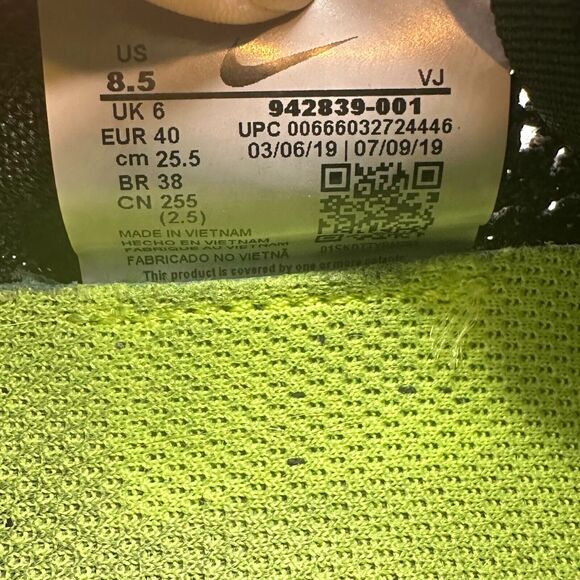 US
8.5
VJ
UK 6
942839-001
EUR 40
UPC 00666032724446
cm 25.5
03/06/19 | 07/09/19
BR 38
CN 255
(2.5)
MADE IN VIETNAM
HECHO EN VIETNAM
FABRIQUE AU VIETNAM
FABRICADO NO VIETNÃ
This product is covered by one or more patents